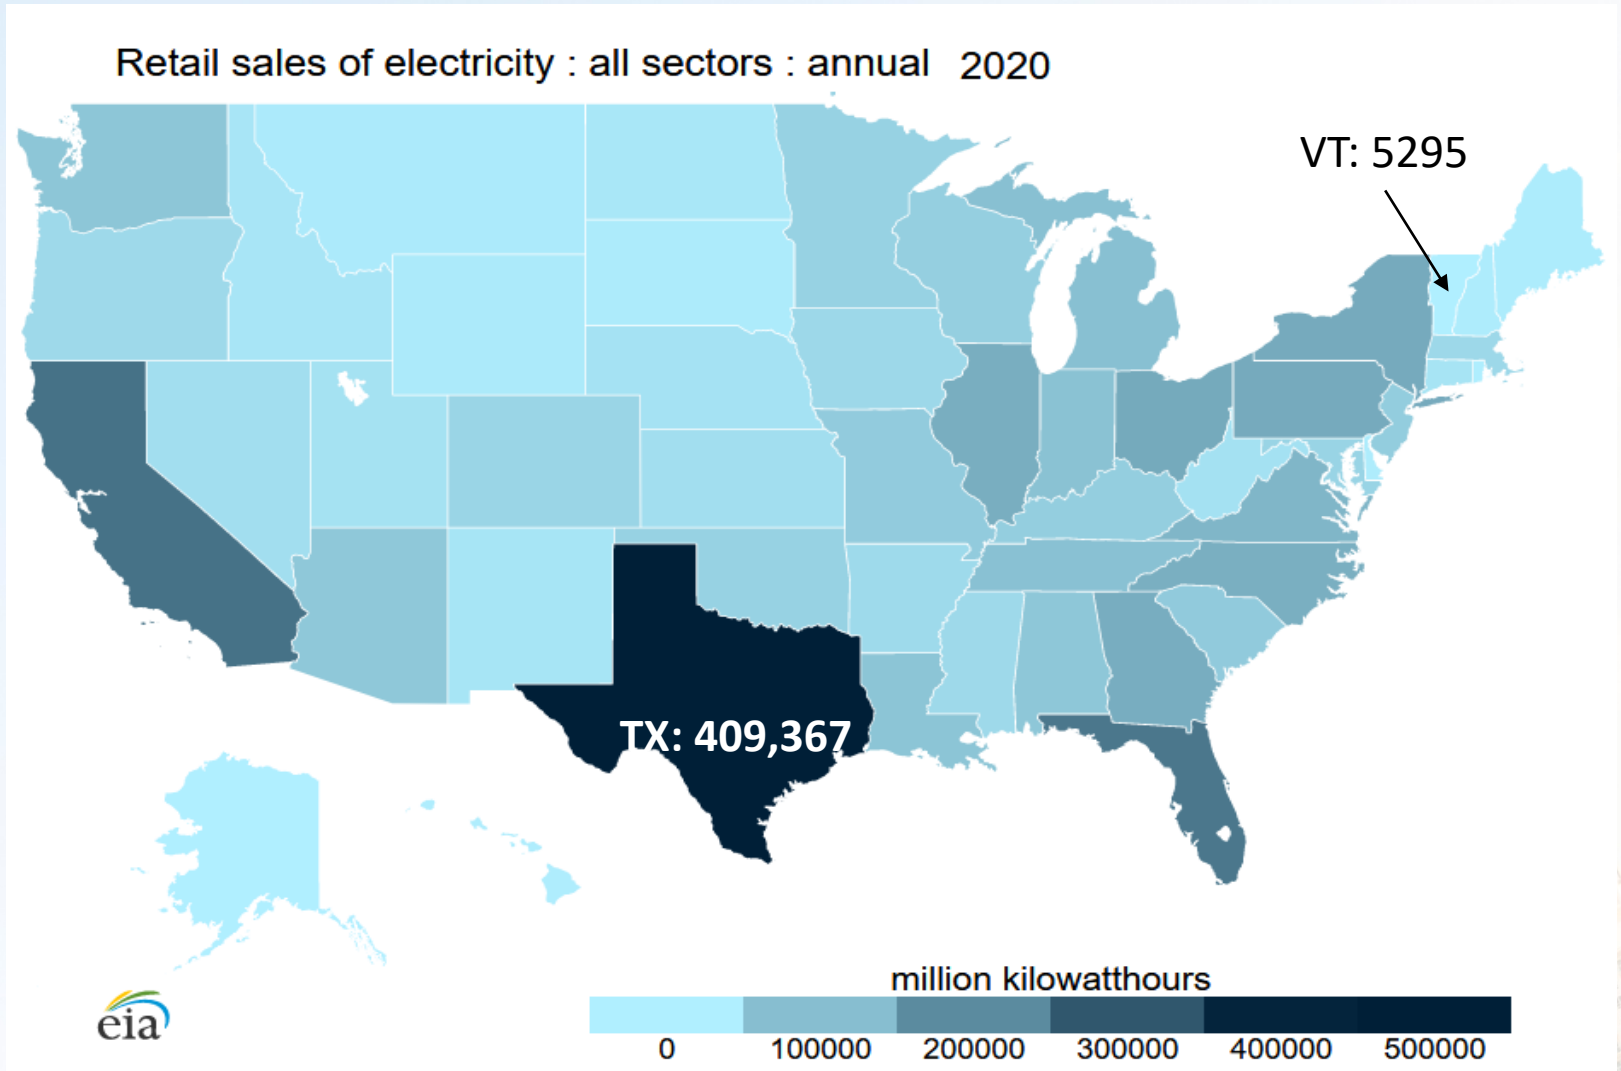 Retail sales of electricity : all sectors : annual 2020
VT: 5295
TX: 409,367
million kilowatthours
0 100000 200000 300000 400000 500000
eia